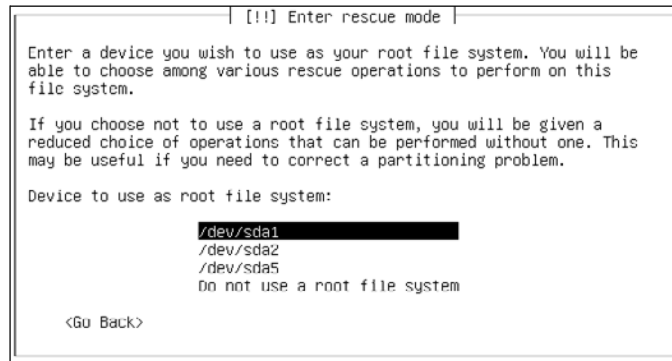 [!!] Enter rescue mode
Enter a device you wish to use as your root file system. You will be
able to choose among various rescue operations to perform on this
file system.
If you choose not to use a root file system, you will be given a
reduced choice of operations that can be performed without one. This
may be useful if you need to correct a partitioning problem.
Device to use as root file system:
/dev/sda1
/dev/sda2
/dev/sda5
Do not use a root file system
<Go Back>